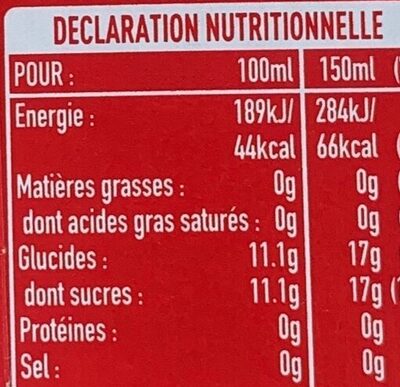 DECLARATION NUTRITIONNELLE
POUR : 100ml 150ml (
Energie : 189kJ/ 284kJ/
44kcal 66kcal (
Matières grasses : 0g 0g (
dont acides gras saturés : 0g 0g (
Glucides : 11.1g 17g
dont sucres : 11.1g 17g (
Protéines : 0g 0g
Sel : 0g 0g